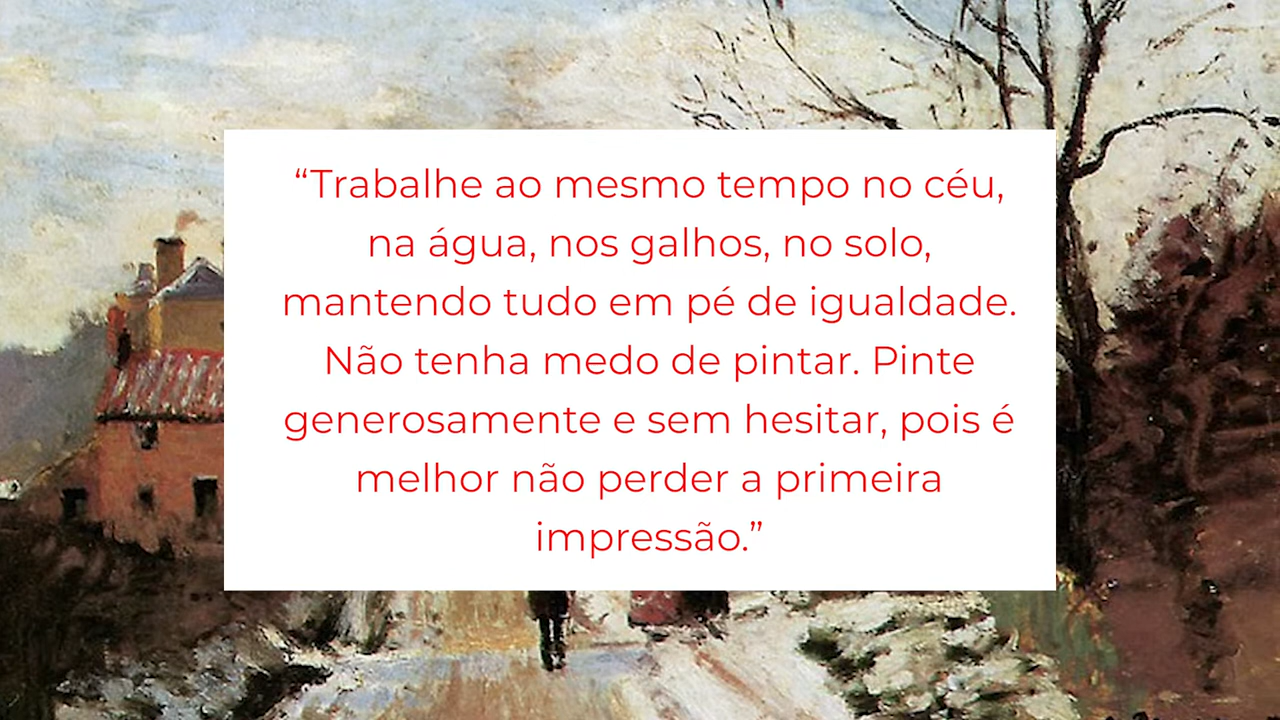 “Trabalhe ao mesmo tempo no céu,
na água, nos galhos, no solo,
mantendo tudo em pé de igualdade.
Não tenha medo de pintar. Pinte
generosamente e sem hesitar, pois é
melhor não perder a primeira
impressão.”